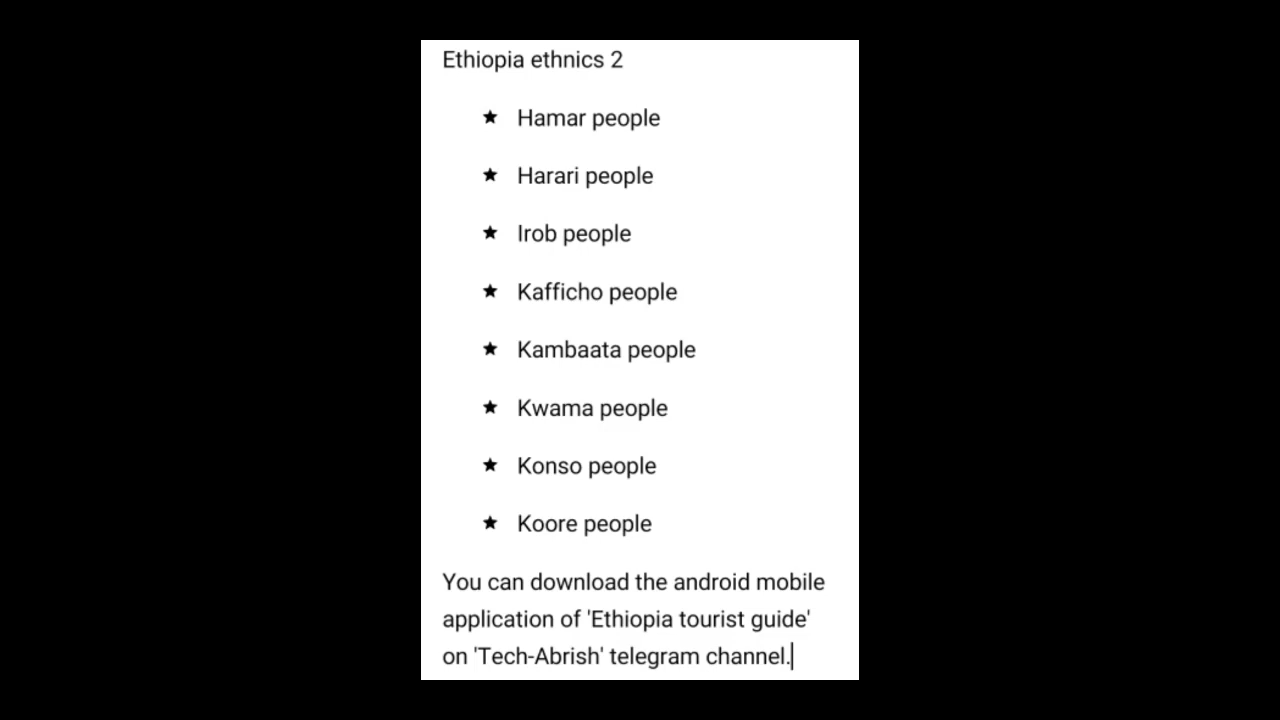 Ethiopia ethnics 2
★ Hamar people
★ Harari people
★ Irob people
★ Kafficho people
★ Kambaata people
★ Kwama people
★ Konso people
★ Koore people
You can download the android mobile
application of 'Ethiopia tourist guide'
on 'Tech-Abrish' telegram channel.